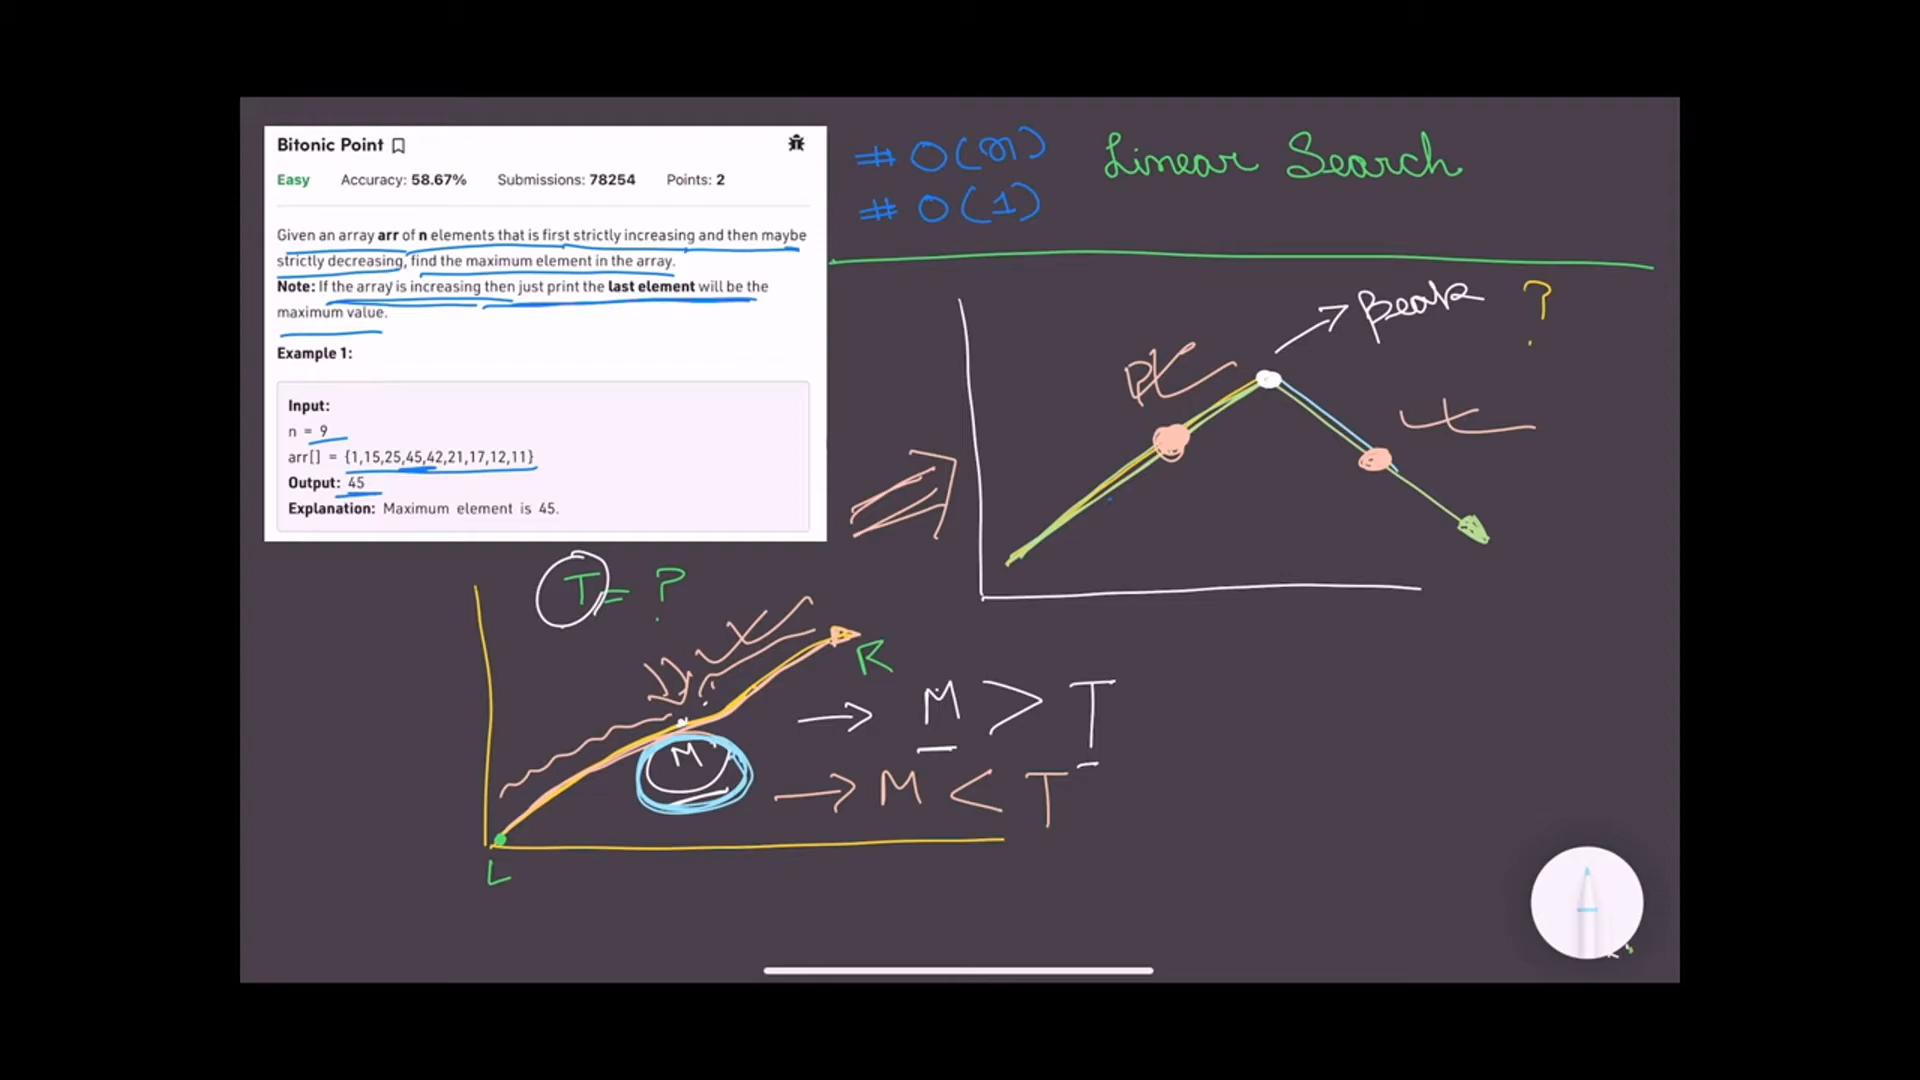 Bitonic Point
Easy Accuracy: 58.67% Submissions: 78254 Points: 2
Given an array arr of n elements that is first strictly increasing and then maybe
strictly decreasing, find the maximum element in the array.
Note: If the array is increasing then just print the last element will be the
maximum value.
Example 1:
Input:
n = 9
arr[] = {1,15,25,45,42,21,17,12,11}
Output: 45
Explanation: Maximum element is 45.
# O(n) Linear Search
# O(1)
Peak ?
T = ?
R
M
→ M > T
→ M < T
L